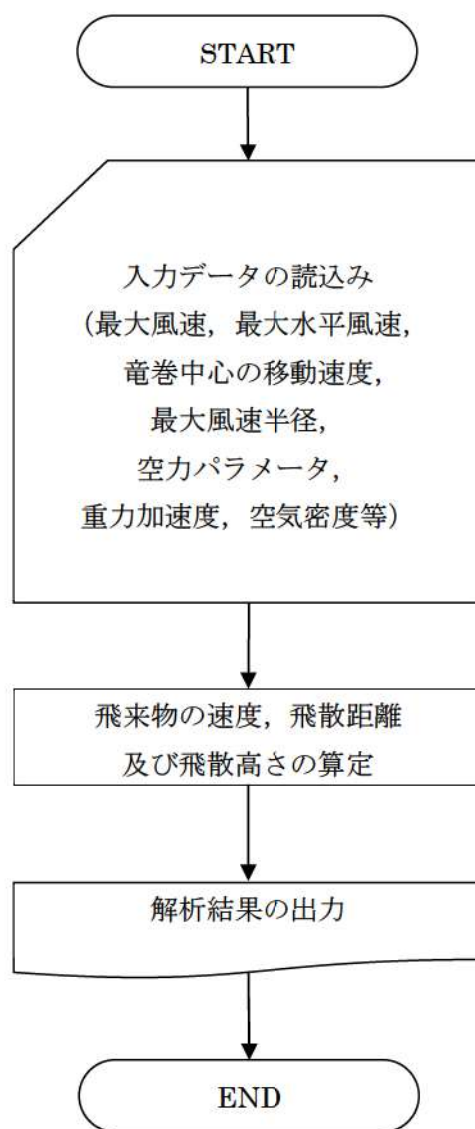 START
入力データの読込み
（最大風速，最大水平風速，
竜巻中心の移動速度，
最大風速半径，
空力パラメータ，
重力加速度，空気密度等）
飛来物の速度，飛散距離
及び飛散高さの算定
解析結果の出力
END